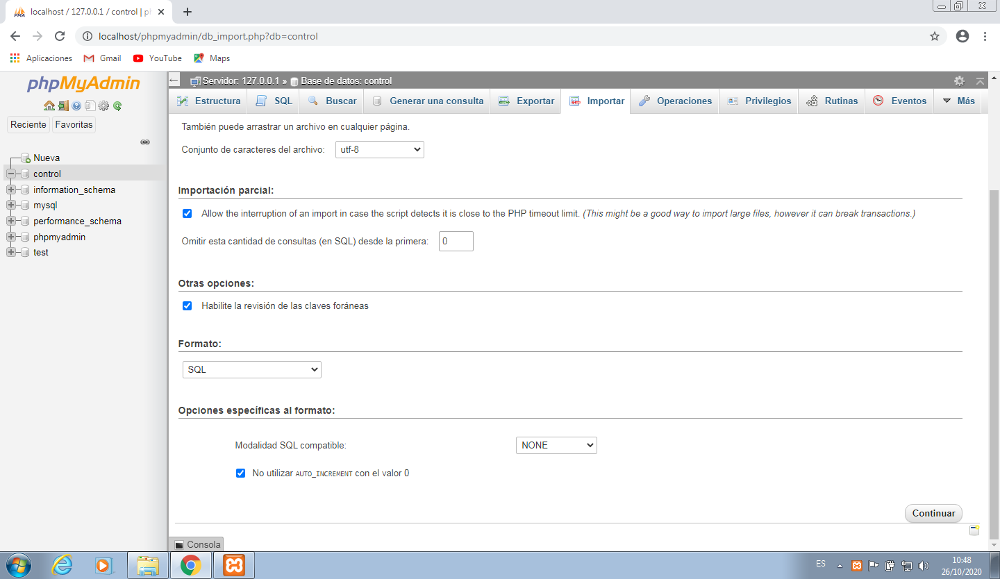 localhost / 127.0.0.1 / control | ph
localhost/phpmyadmin/db_import.php?db=control
Aplicaciones Gmail YouTube Maps
phpMyAdmin
Reciente Favoritas
Nueva
control
information_schema
mysql
performance_schema
phpmyadmin
test
Servidor: 127.0.0.1 » Base de datos: control
Estructura SQL Buscar Generar una consulta Exportar Importar Operaciones Privilegios Rutinas Eventos Más
También puede arrastrar un archivo en cualquier página.
Conjunto de caracteres del archivo: utf-8
Importación parcial:
Allow the interruption of an import in case the script detects it is close to the PHP timeout limit. (This might be a good way to import large files, however it can break transactions.)
Omitir esta cantidad de consultas (en SQL) desde la primera: 0
Otras opciones:
Habilite la revisión de las claves foráneas
Formato:
SQL
Opciones específicas al formato:
Modalidad SQL compatible: NONE
No utilizar AUTO_INCREMENT con el valor 0
Continuar
Consola
ES
10:48
26/10/2020